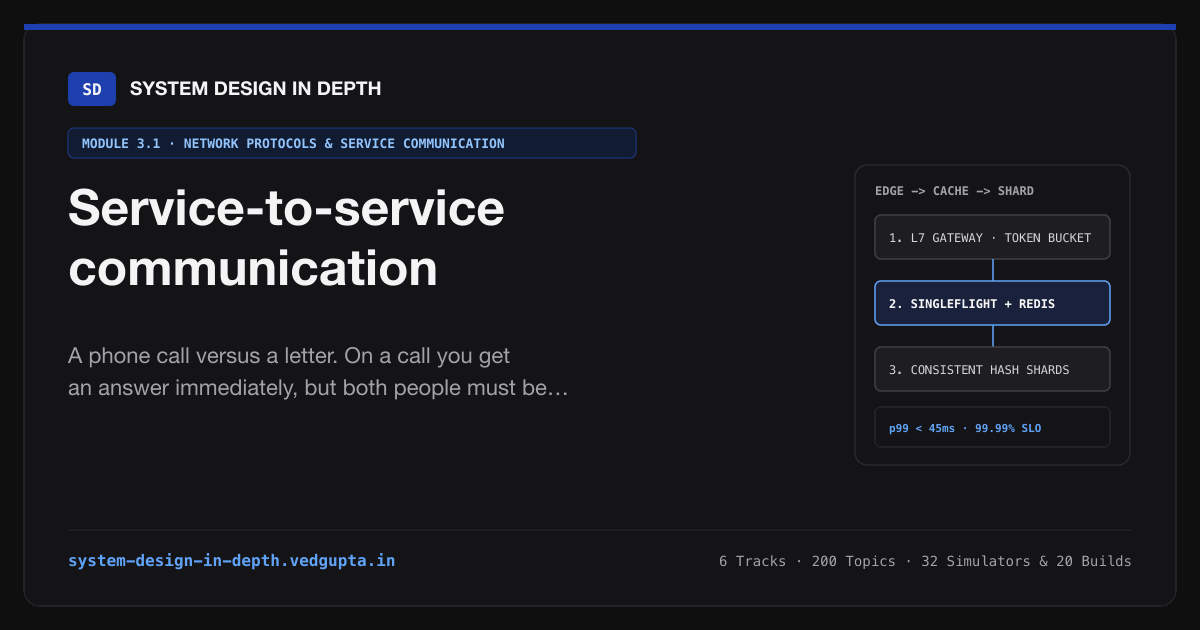 SD
SYSTEM DESIGN IN DEPTH
MODULE 3.1 · NETWORK PROTOCOLS & SERVICE COMMUNICATION
Service-to-service
communication
A phone call versus a letter. On a call you get
an answer immediately, but both people must be…
EDGE —> CACHE —> SHARD
1. L7 GATEWAY · TOKEN BUCKET
2. SINGLEFLIGHT + REDIS
3. CONSISTENT HASH SHARDS
p99 < 45ms · 99.99% SLO
system-design-in-depth.vedgupta.in
6 Tracks · 200 Topics · 32 Simulators & 20 Builds